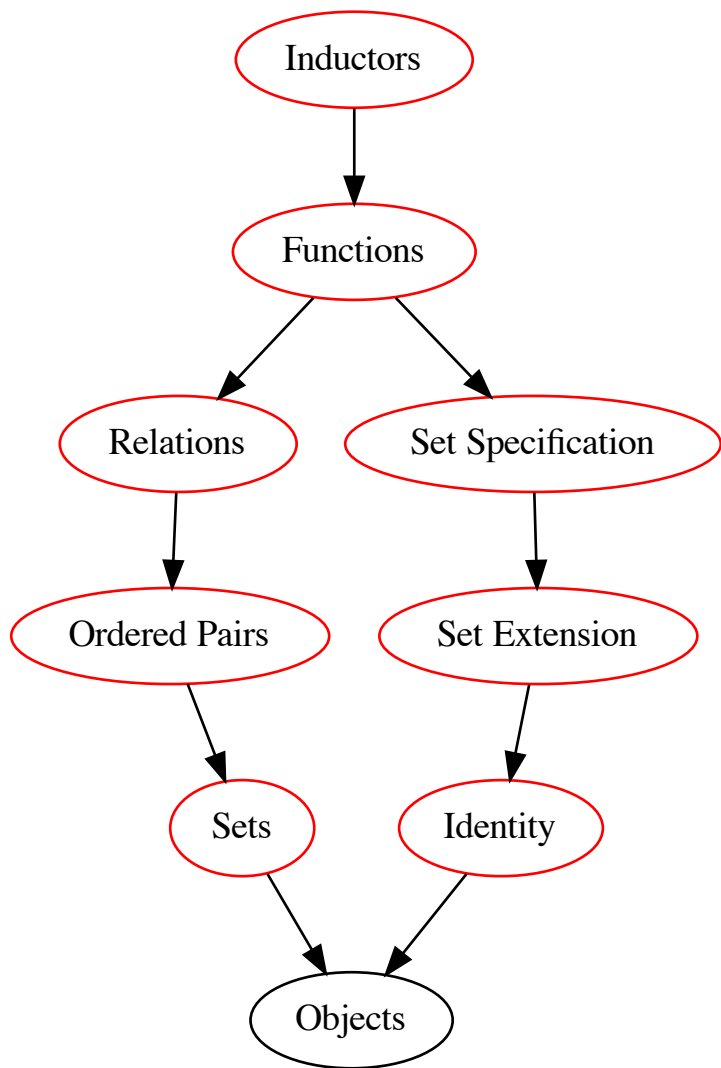 Inductors
Functions
Relations
Set Specification
Ordered Pairs
Set Extension
Sets
Identity
Objects